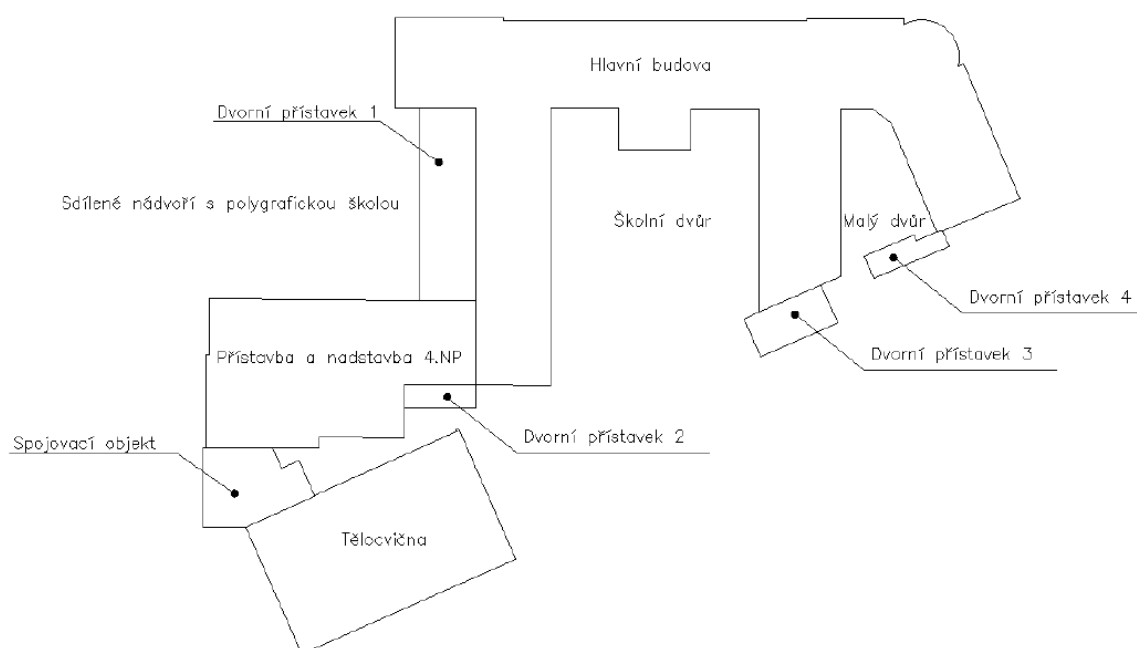 Hlavní budova
Dvorní přístavek 1
Sdílené nádvoří s polygrafickou školou
Školní dvůr
Malý dvůr
Dvorní přístavek 4
Přístavba a nadstavba 4.NP
Dvorní přístavek 3
Dvorní přístavek 2
Spojovací objekt
Tělocvična